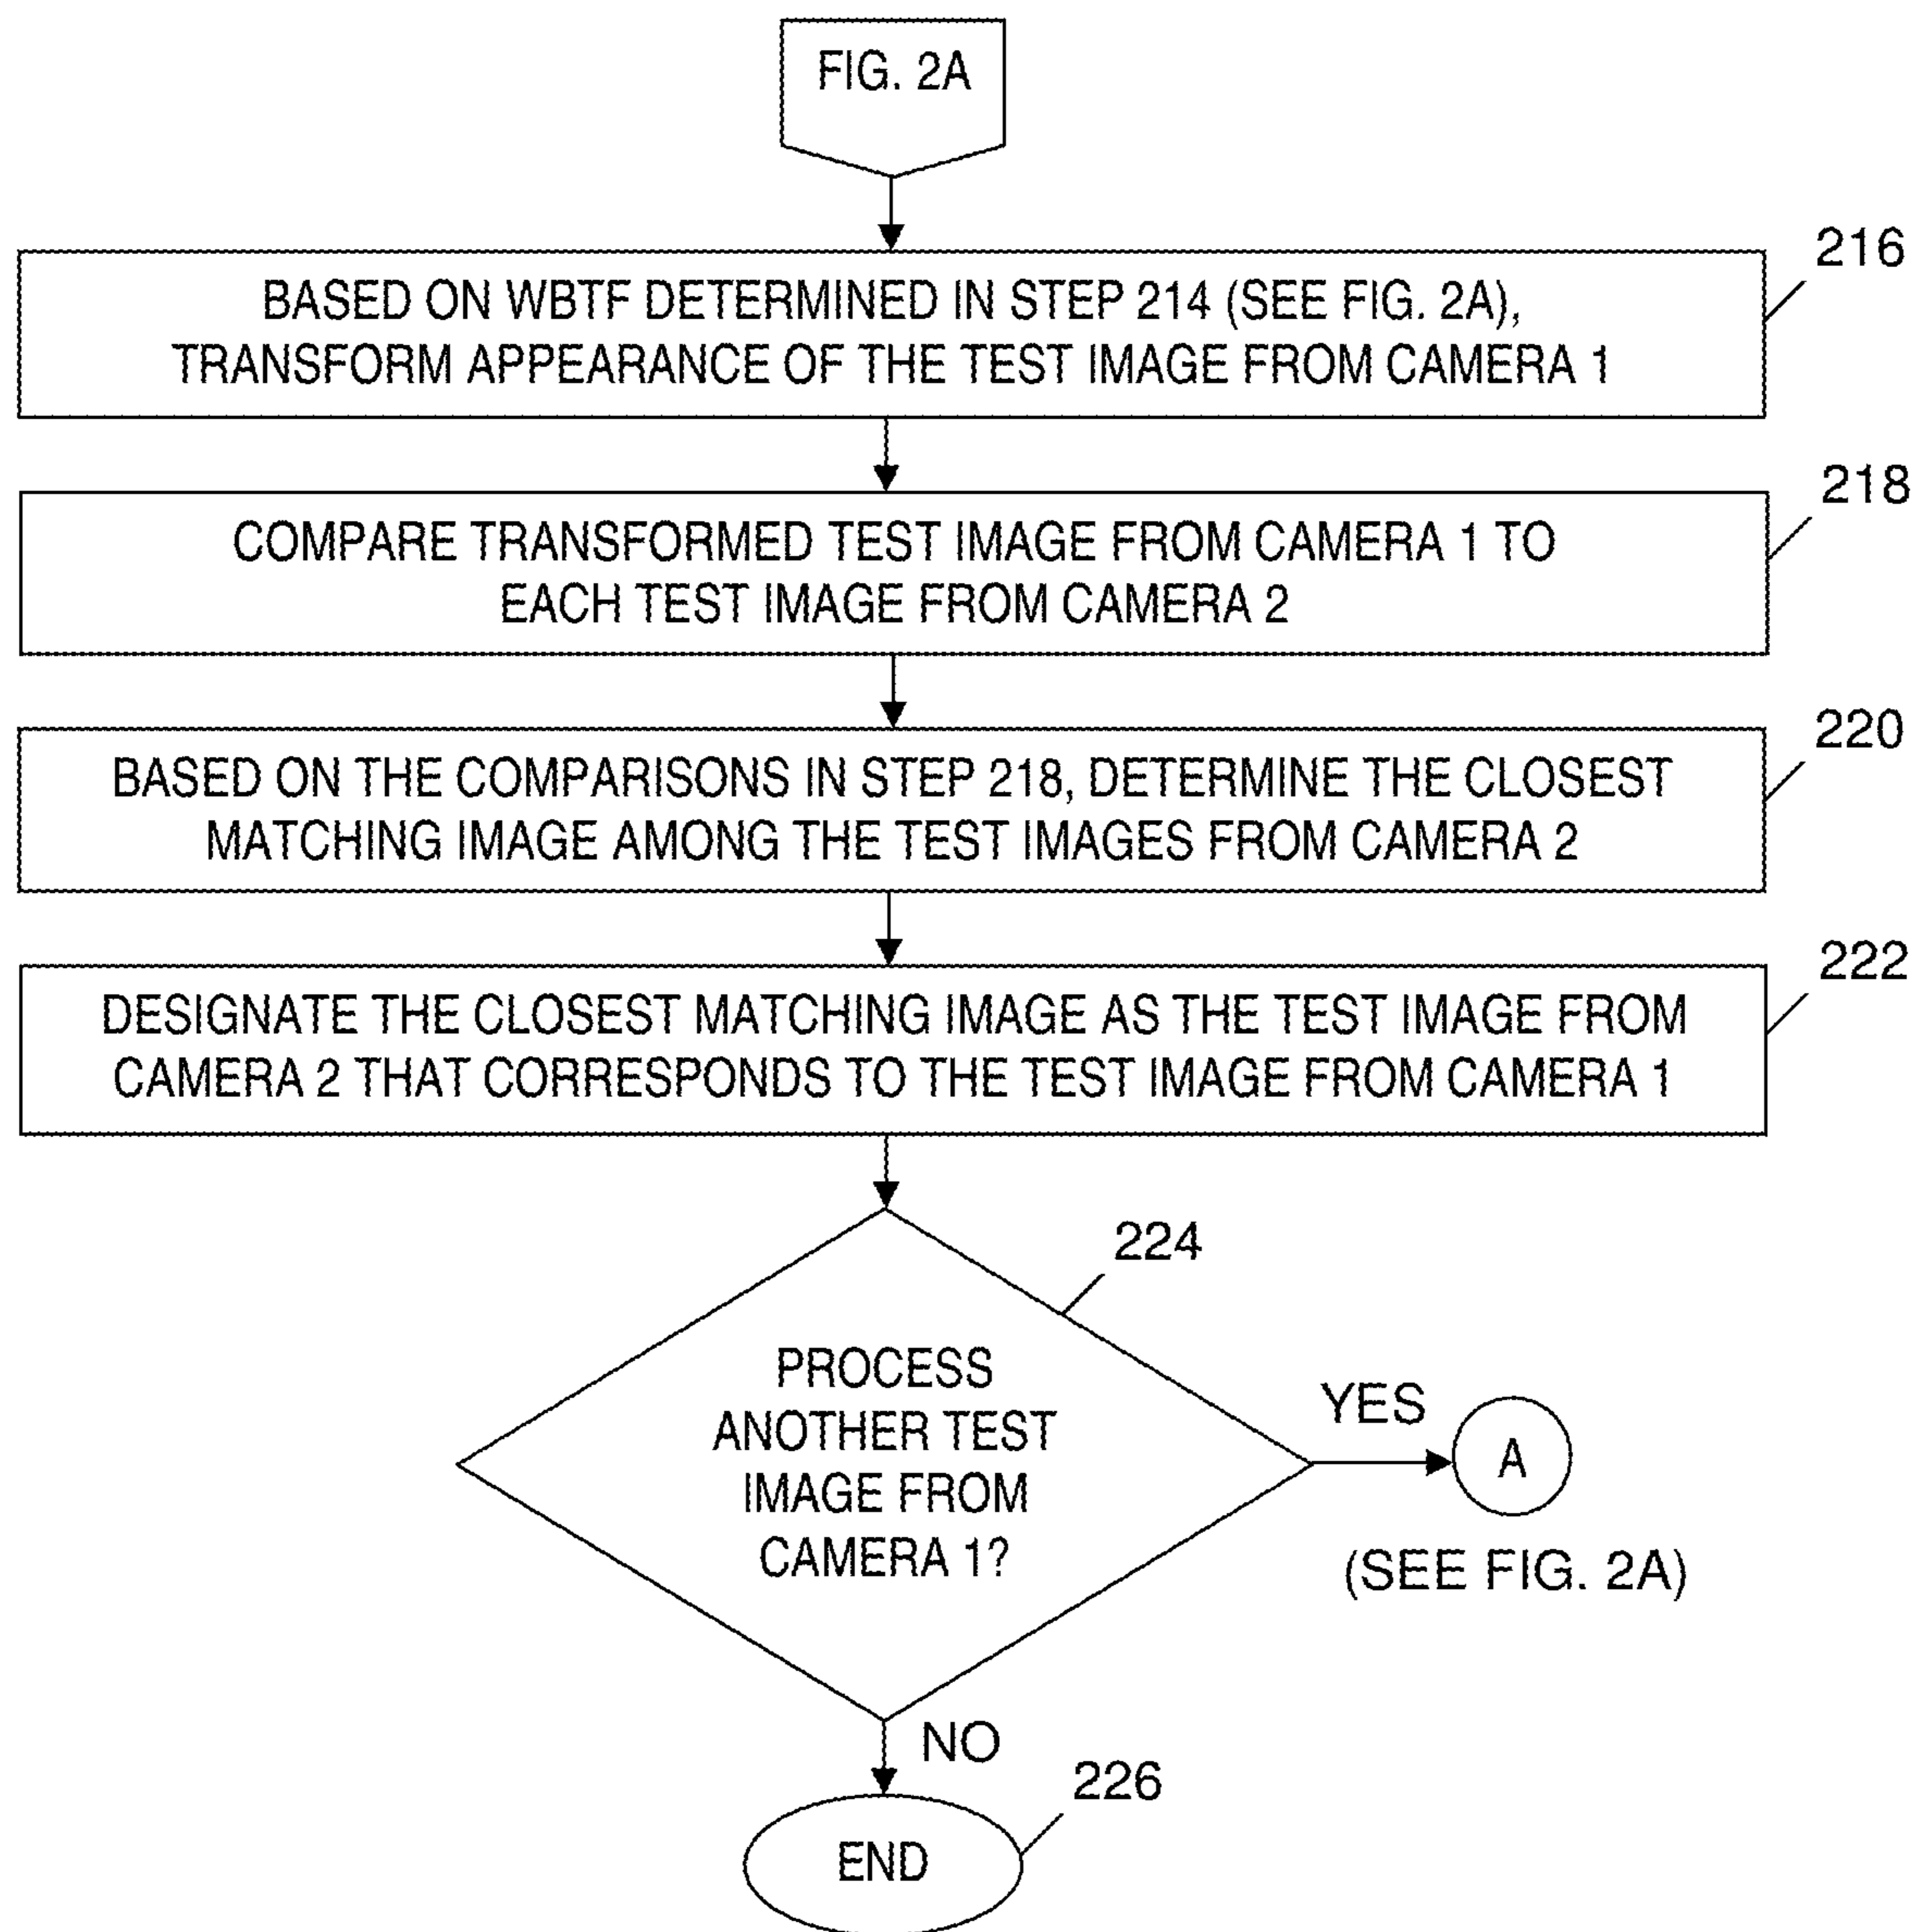 FIG. 2A
216
BASED ON WBTF DETERMINED IN STEP 214 (SEE FIG. 2A),
TRANSFORM APPEARANCE OF THE TEST IMAGE FROM CAMERA 1
218
COMPARE TRANSFORMED TEST IMAGE FROM CAMERA 1 TO
EACH TEST IMAGE FROM CAMERA 2
220
BASED ON THE COMPARISONS IN STEP 218, DETERMINE THE CLOSEST
MATCHING IMAGE AMONG THE TEST IMAGES FROM CAMERA 2
222
DESIGNATE THE CLOSEST MATCHING IMAGE AS THE TEST IMAGE FROM
CAMERA 2 THAT CORRESPONDS TO THE TEST IMAGE FROM CAMERA 1
224
PROCESS
ANOTHER TEST
IMAGE FROM
CAMERA 1?
YES
A
(SEE FIG. 2A)
NO
226
END